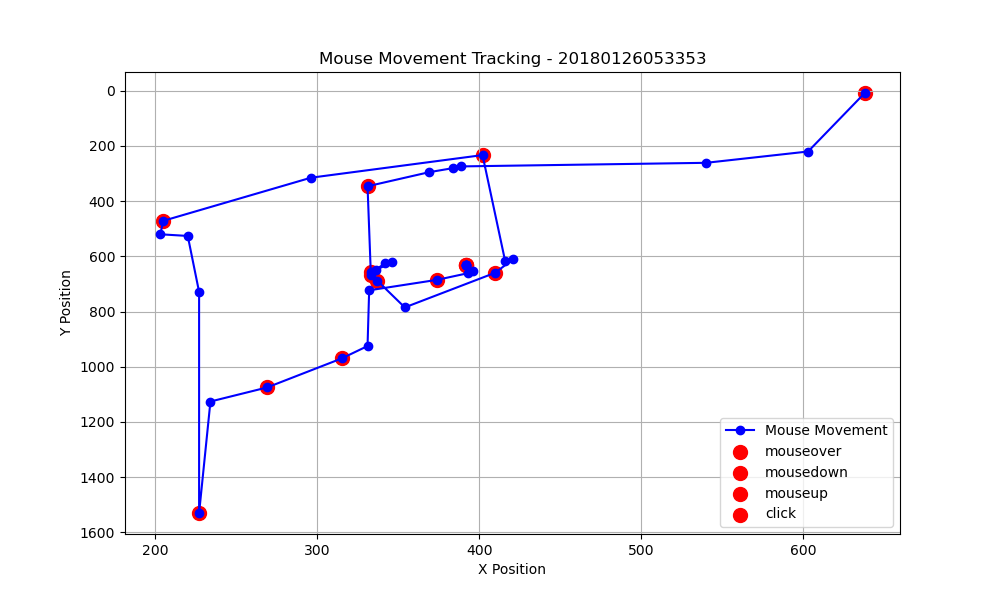 Mouse Movement Tracking - 20180126053353
0
200
400
600
800
1000
1200
1400
1600
Y Position
200
300
400
500
600
X Position
Mouse Movement
mouseover
mousedown
mouseup
click